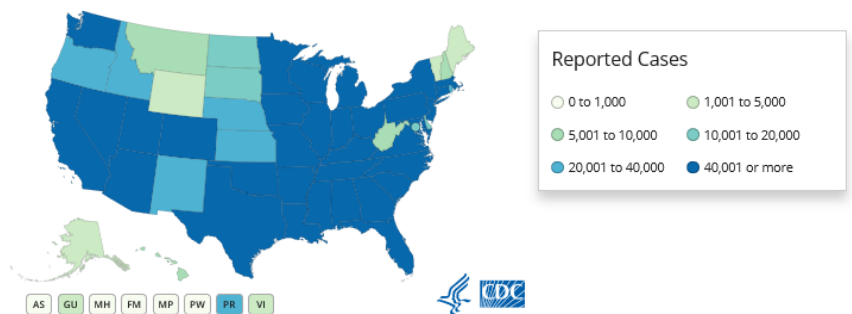 Reported Cases
0 to 1,000
1,001 to 5,000
5,001 to 10,000
10,001 to 20,000
20,001 to 40,000
40,001 or more
AS GU MH FM MP PW PR VI
CDC